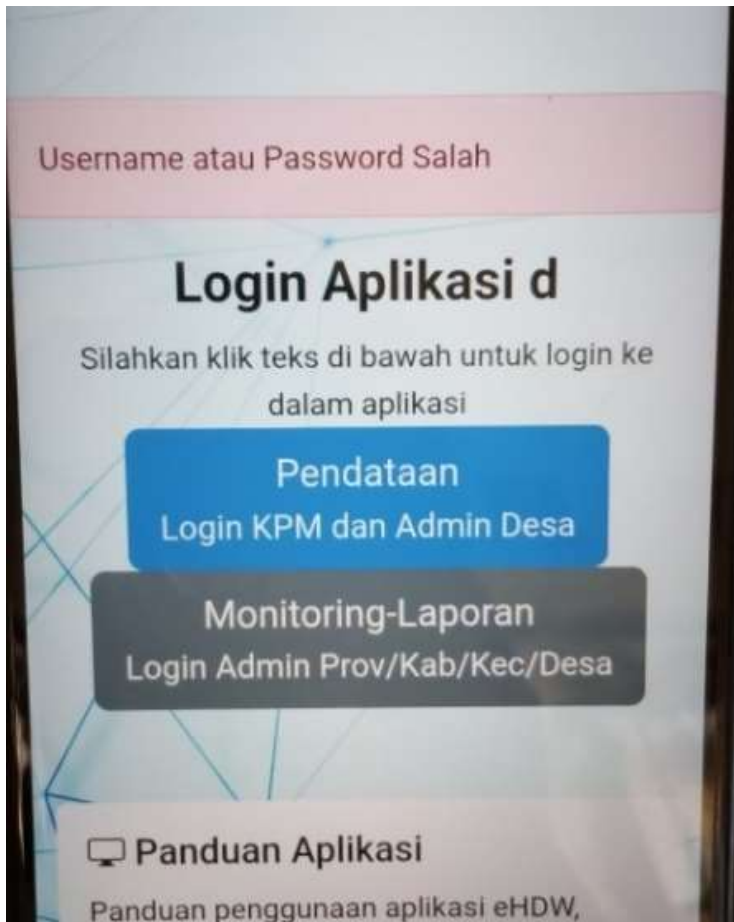 Username atau Password Salah
Login Aplikasi d
Silahkan klik teks di bawah untuk login ke
dalam aplikasi
Pendataan
Login KPM dan Admin Desa
Monitoring-Laporan
Login Admin Prov/Kab/Kec/Desa
Panduan Aplikasi
Panduan penggunaan aplikasi eHDW,